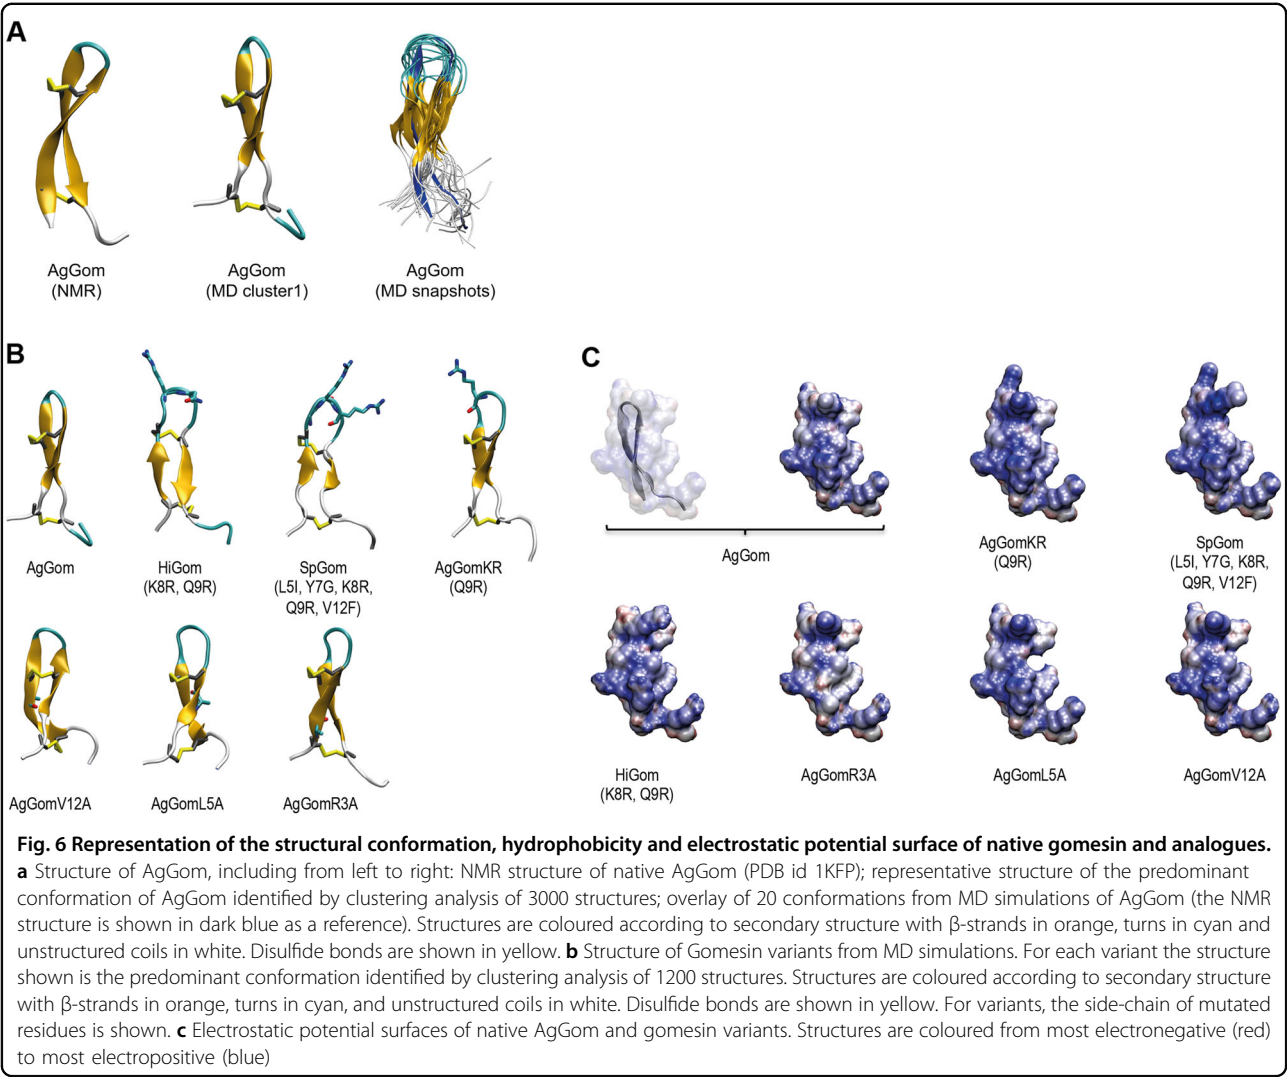 A
AgGom
(NMR)
AgGom
(MD cluster1)
AgGom
(MD snapshots)
B
AgGom
HiGom
(K8R, Q9R)
SpGom
(L5I, Y7G, K8R,
Q9R, V12F)
AgGomKR
(Q9R)
AgGomV12A
AgGomL5A
AgGomR3A
C
AgGom
AgGomKR
(Q9R)
SpGom
(L5I, Y7G, K8R,
Q9R, V12F)
HiGom
(K8R, Q9R)
AgGomR3A
AgGomL5A
AgGomV12A
Fig. 6 Representation of the structural conformation, hydrophobicity and electrostatic potential surface of native gomesin and analogues.
a Structure of AgGom, including from left to right: NMR structure of native AgGom (PDB id 1KFP); representative structure of the predominant
conformation of AgGom identified by clustering analysis of 3000 structures; overlay of 20 conformations from MD simulations of AgGom (the NMR
structure is shown in dark blue as a reference). Structures are coloured according to secondary structure with β-strands in orange, turns in cyan and
unstructured coils in white. Disulfide bonds are shown in yellow. b Structure of Gomesin variants from MD simulations. For each variant the structure
shown is the predominant conformation identified by clustering analysis of 1200 structures. Structures are coloured according to secondary structure
with β-strands in orange, turns in cyan, and unstructured coils in white. Disulfide bonds are shown in yellow. For variants, the side-chain of mutated
residues is shown. c Electrostatic potential surfaces of native AgGom and gomesin variants. Structures are coloured from most electronegative (red)
to most electropositive (blue)